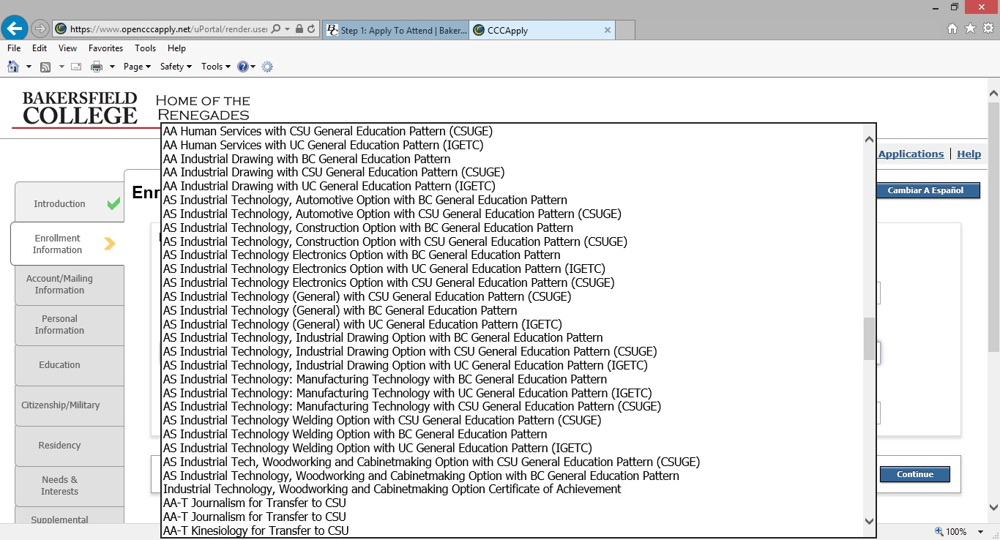 https://www.opencccapply.net/uPortal/render.user
Step 1: Apply To Attend | Baker...
CCCApply
File Edit View Favorites Tools Help
Page Safety Tools
BAKERSFIELD
COLLEGE
HOME OF THE
RENEGADES
Applications | Help
Cambiar A Español
Enr
Introduction
Enrollment
Information
Account/Mailing
Information
Personal
Information
Education
Citizenship/Military
Residency
Needs &
Interests
Supplemental
AA Human Services with CSU General Education Pattern (CSUGE)
AA Human Services with UC General Education Pattern (IGETC)
AA Industrial Drawing with BC General Education Pattern
AA Industrial Drawing with CSU General Education Pattern (CSUGE)
AA Industrial Drawing with UC General Education Pattern (IGETC)
AS Industrial Technology, Automotive Option with BC General Education Pattern
AS Industrial Technology, Automotive Option with CSU General Education Pattern (CSUGE)
AS Industrial Technology, Construction Option with BC General Education Pattern
AS Industrial Technology, Construction Option with CSU General Education Pattern (CSUGE)
AS Industrial Technology Electronics Option with BC General Education Pattern
AS Industrial Technology Electronics Option with UC General Education Pattern (IGETC)
AS Industrial Technology Electronics Option with CSU General Education Pattern (CSUGE)
AS Industrial Technology (General) with CSU General Education Pattern (CSUGE)
AS Industrial Technology (General) with BC General Education Pattern
AS Industrial Technology (General) with UC General Education Pattern (IGETC)
AS Industrial Technology, Industrial Drawing Option with BC General Education Pattern
AS Industrial Technology, Industrial Drawing Option with CSU General Education Pattern (CSUGE)
AS Industrial Technology, Industrial Drawing Option with UC General Education Pattern (IGETC)
AS Industrial Technology: Manufacturing Technology with BC General Education Pattern
AS Industrial Technology: Manufacturing Technology with UC General Education Pattern (IGETC)
AS Industrial Technology: Manufacturing Technology with CSU General Education Pattern (CSUGE)
AS Industrial Technology Welding Option with CSU General Education Pattern (CSUGE)
AS Industrial Technology Welding Option with BC General Education Pattern
AS Industrial Technology Welding Option with UC General Education Pattern (IGETC)
AS Industrial Tech, Woodworking and Cabinetmaking Option with CSU General Education Pattern (CSUGE)
AS Industrial Technology, Woodworking and Cabinetmaking Option with BC General Education Pattern
Industrial Technology, Woodworking and Cabinetmaking Option Certificate of Achievement
AA-T Journalism for Transfer to CSU
AA-T Journalism for Transfer to CSU
AA-T Kinesiology for Transfer to CSU
Continue
100%